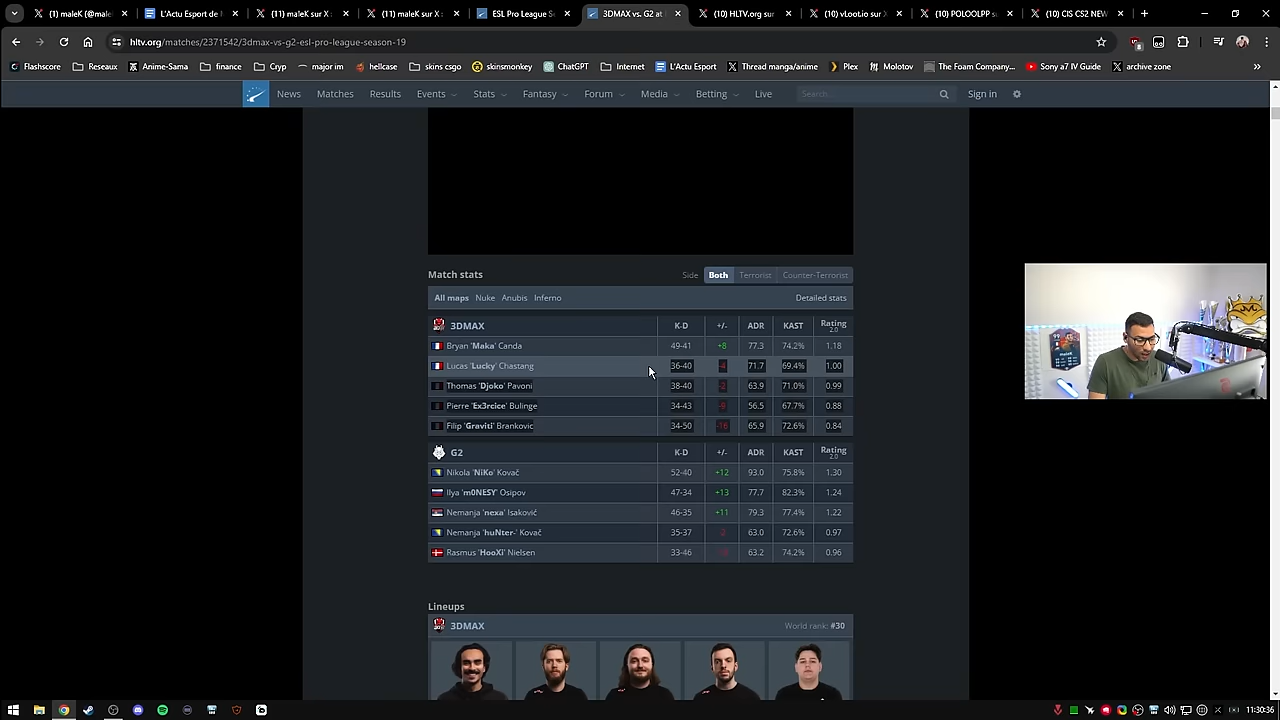 (1) maleK (@male
L'Actu Esport de M
(11) maleK sur X :
(11) maleK sur X :
ESL Pro League S
3DMAX vs. G2 at
(10) HLTV.org sur
(10) vLoot.io sur X
(10) POLOOLPP su
(10) CIS CS2 NEW
hltv.org/matches/2371542/3dmax-vs-g2-esl-pro-league-season-19
Flashscore
Reseaux
Anime-Sama
finance
Cryp
major im
hellcase
skins csgo
skinsmonkey
ChatGPT
Internet
L'Actu Esport
Thread manga/anime
Plex
Molotov
The Foam Company...
Sony a7 IV Guide
archive zone
News
Matches
Results
Events
Stats
Fantasy
Forum
Media
Betting
Live
Search...
Sign in
Match stats
Side
Both
Terrorist
Counter-Terrorist
All maps Nuke Anubis Inferno Detailed stats
3DMAX K-D +/- ADR KAST Rating 2.0
Bryan 'Maka' Canda 49-41 +8 77.3 74.2% 1.18
Lucas 'Lucky' Chastang 36-40 -4 71.7 69.4% 1.00
Thomas 'Djoko' Pavoni 38-40 -2 63.9 71.0% 0.99
Pierre 'Ex3rcice' Bulinge 34-43 -9 56.5 67.7% 0.88
Filip 'Graviti' Brankovic 34-50 -16 65.9 72.6% 0.84
G2 K-D +/- ADR KAST Rating 2.0
Nikola 'NiKo' Kovač 52-40 +12 93.0 75.8% 1.30
Ilya 'm0NESY' Osipov 47-34 +13 77.7 82.3% 1.24
Nemanja 'nexa' Isaković 46-35 +11 79.3 77.4% 1.22
Nemanja 'huNter-' Kovač 35-37 -2 63.0 72.6% 0.97
Rasmus 'HooXi' Nielsen 33-46 63.2 74.2% 0.96
Lineups
3DMAX World rank: #30
11:30:36